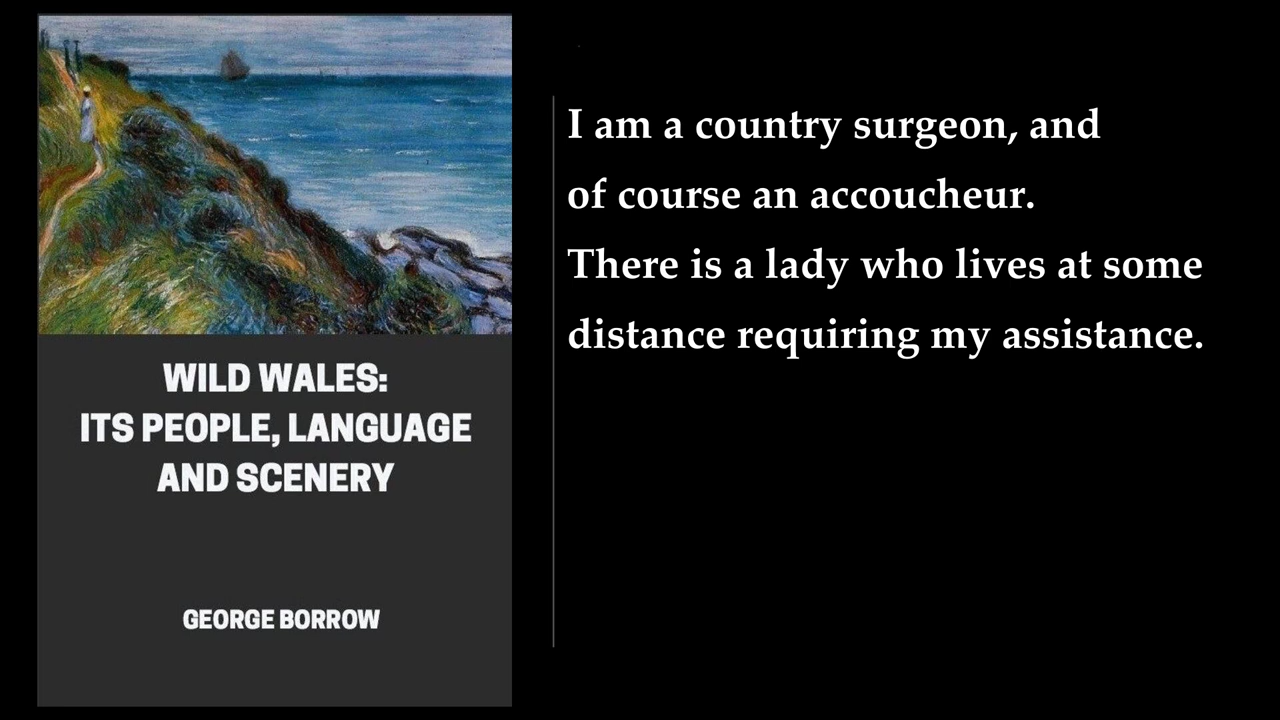 WILD WALES:
ITS PEOPLE, LANGUAGE
AND SCENERY
GEORGE BORROW
I am a country surgeon, and
of course an accoucheur.
There is a lady who lives at some
distance requiring my assistance.